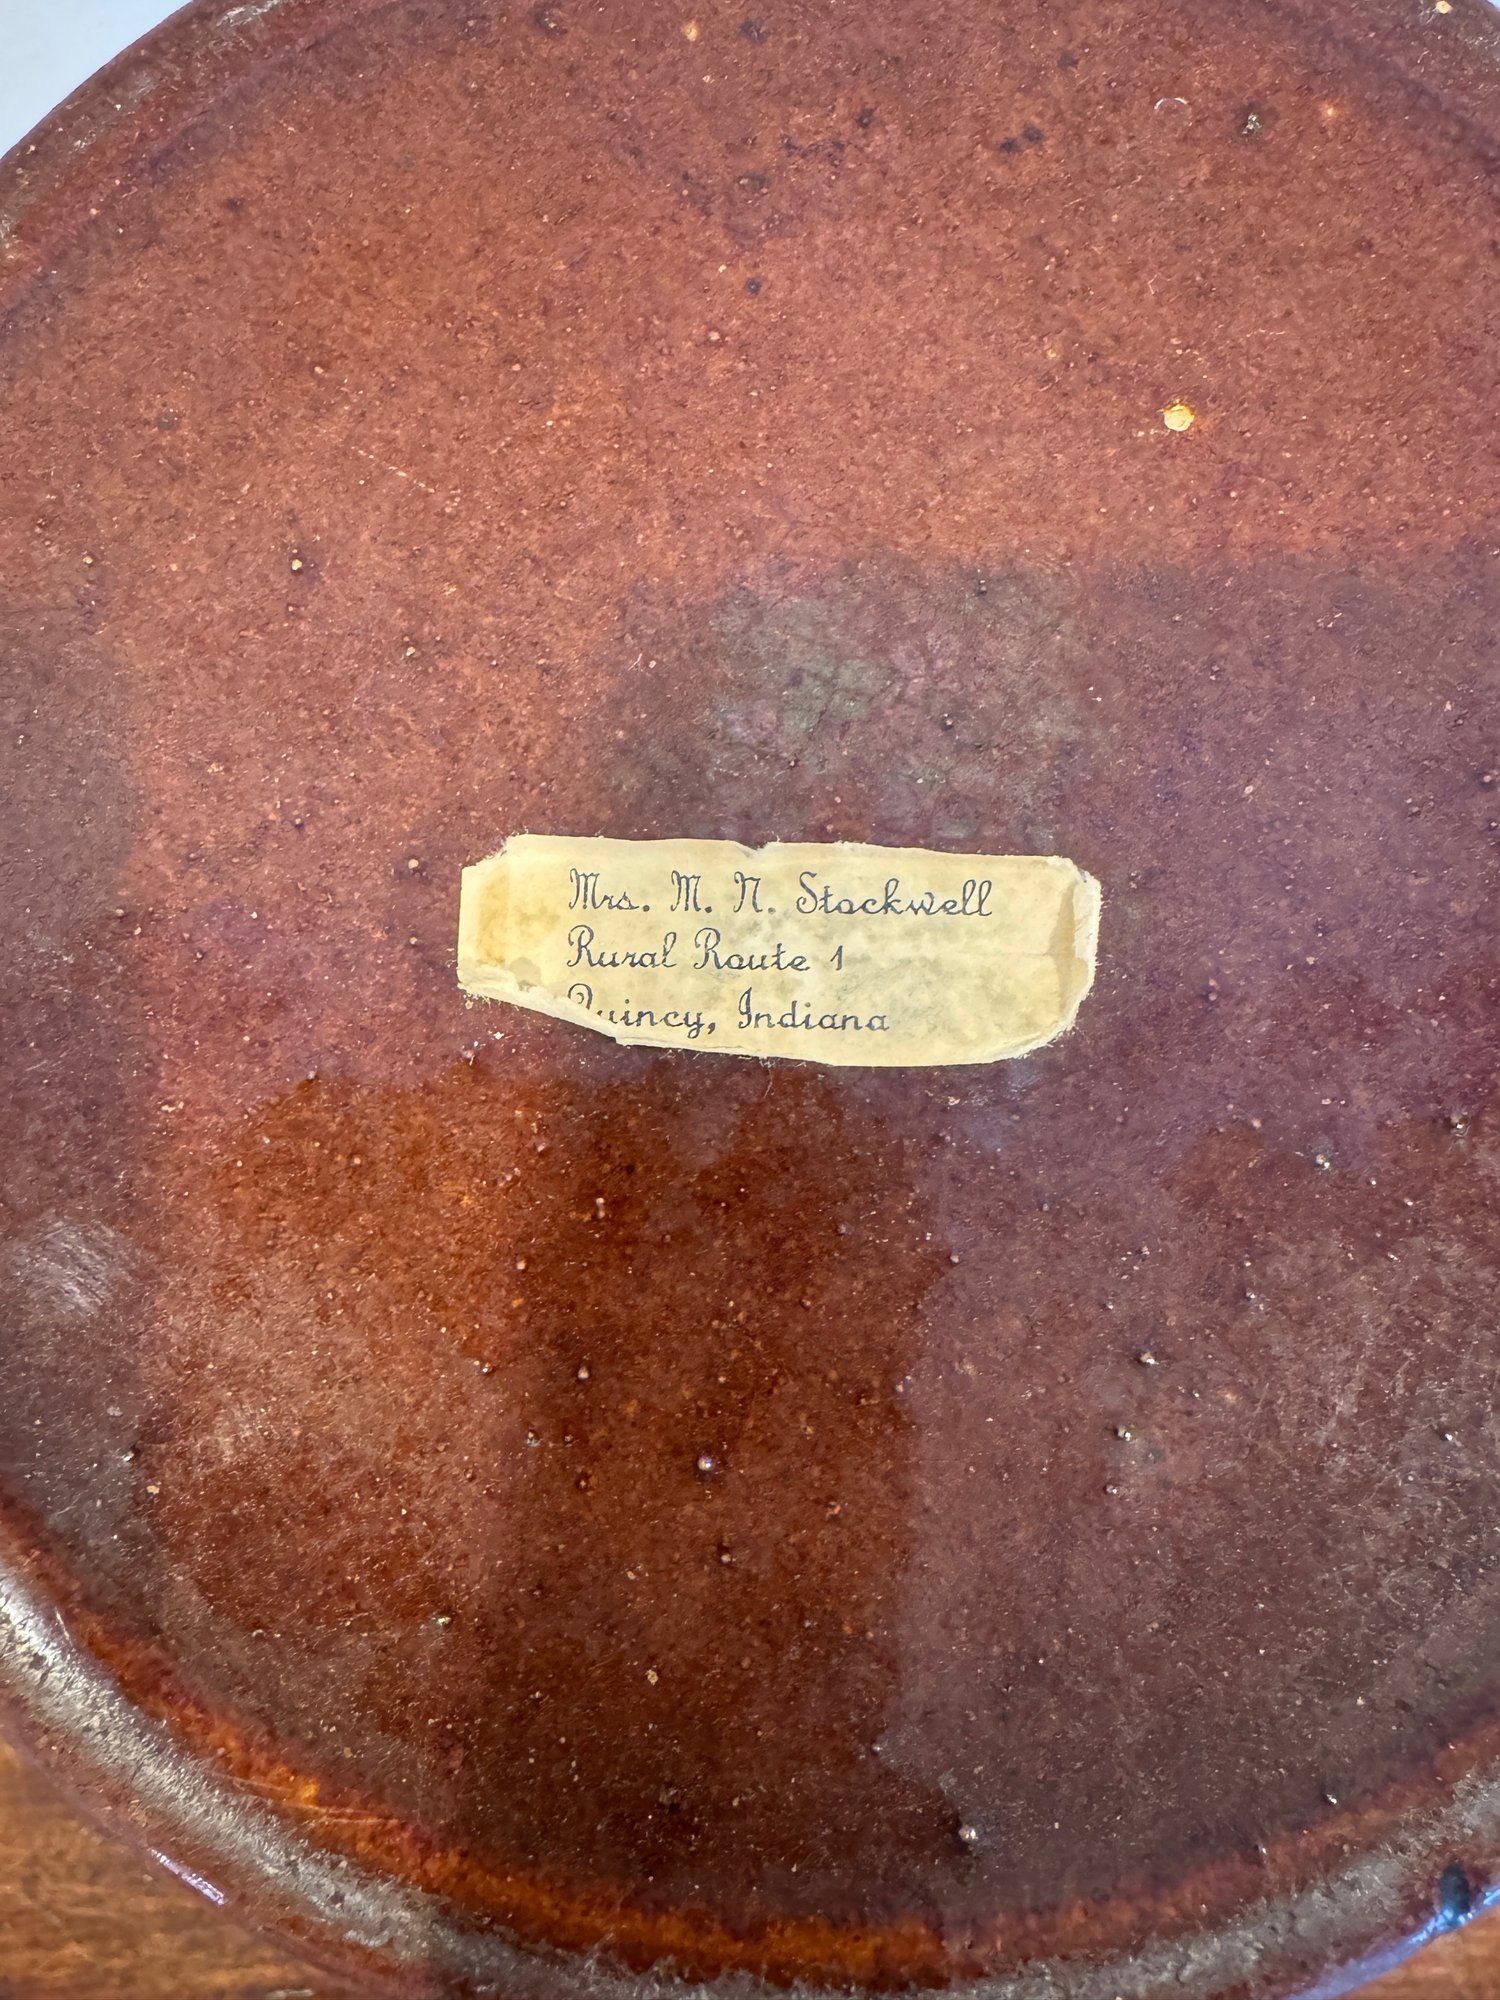 Mrs. M. N. Stockwell
Rural Route 1
Quincy, Indiana